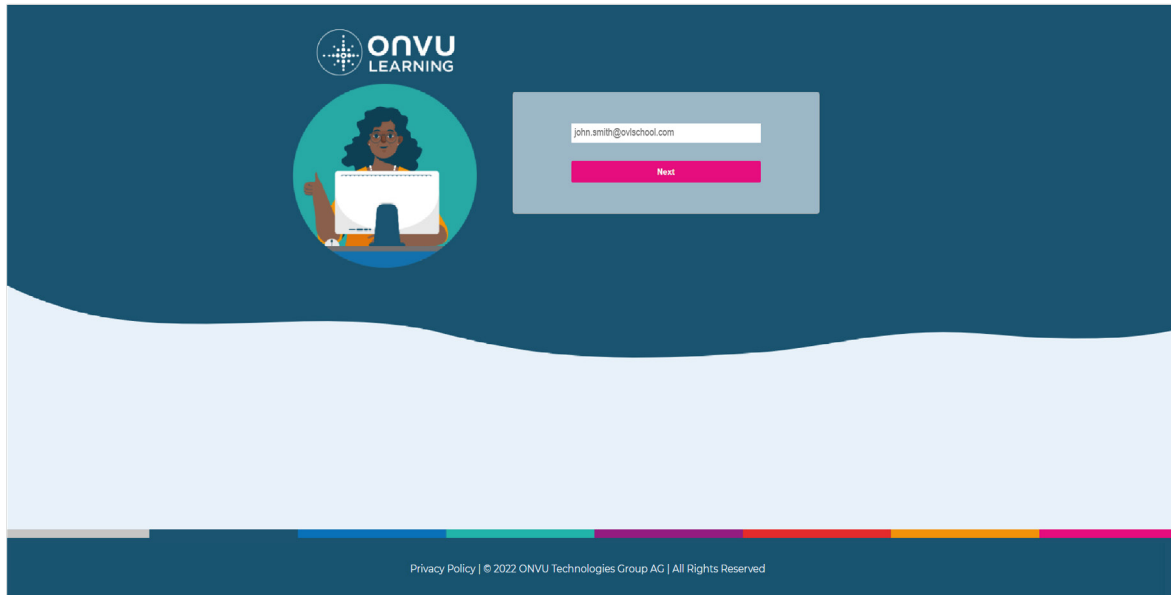 ONVU
LEARNING
john.smith@ovlschool.com
Next
Privacy Policy | © 2022 ONVU Technologies Group AG | All Rights Reserved